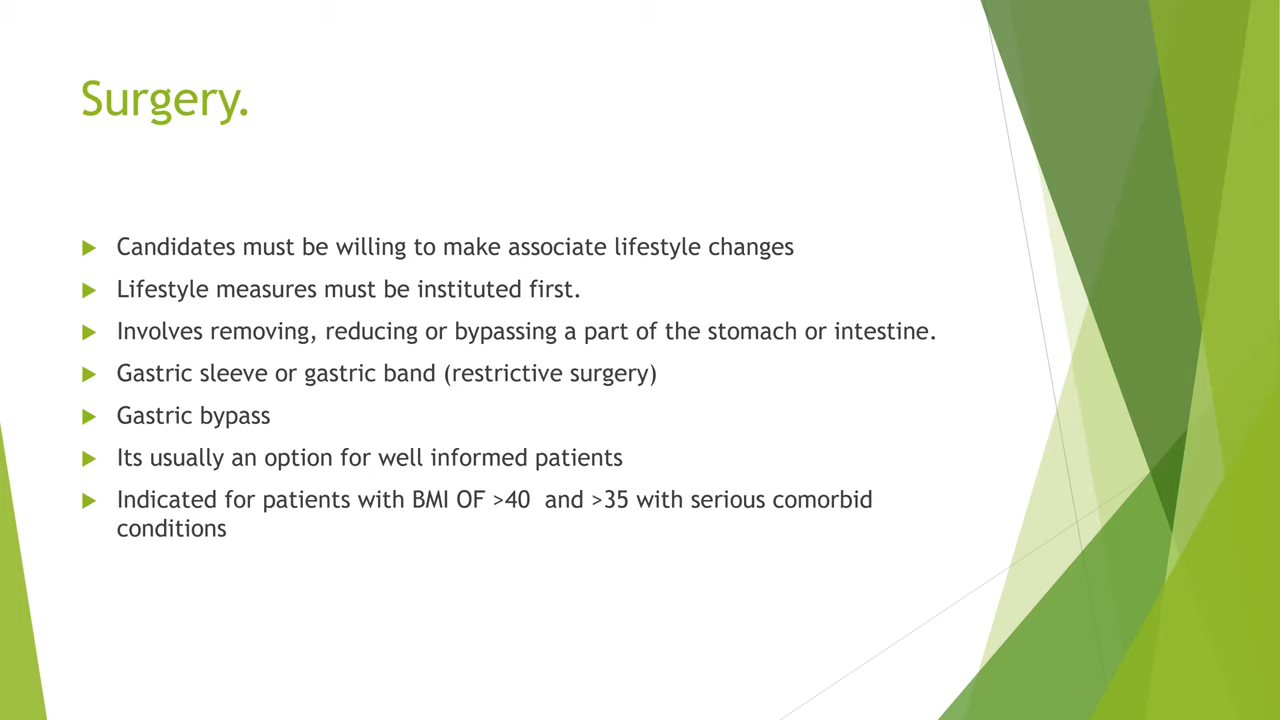 Surgery.
Candidates must be willing to make associate lifestyle changes
Lifestyle measures must be instituted first.
Involves removing, reducing or bypassing a part of the stomach or intestine.
Gastric sleeve or gastric band (restrictive surgery)
Gastric bypass
Its usually an option for well informed patients
Indicated for patients with BMI OF >40  and >35 with serious comorbid
conditions